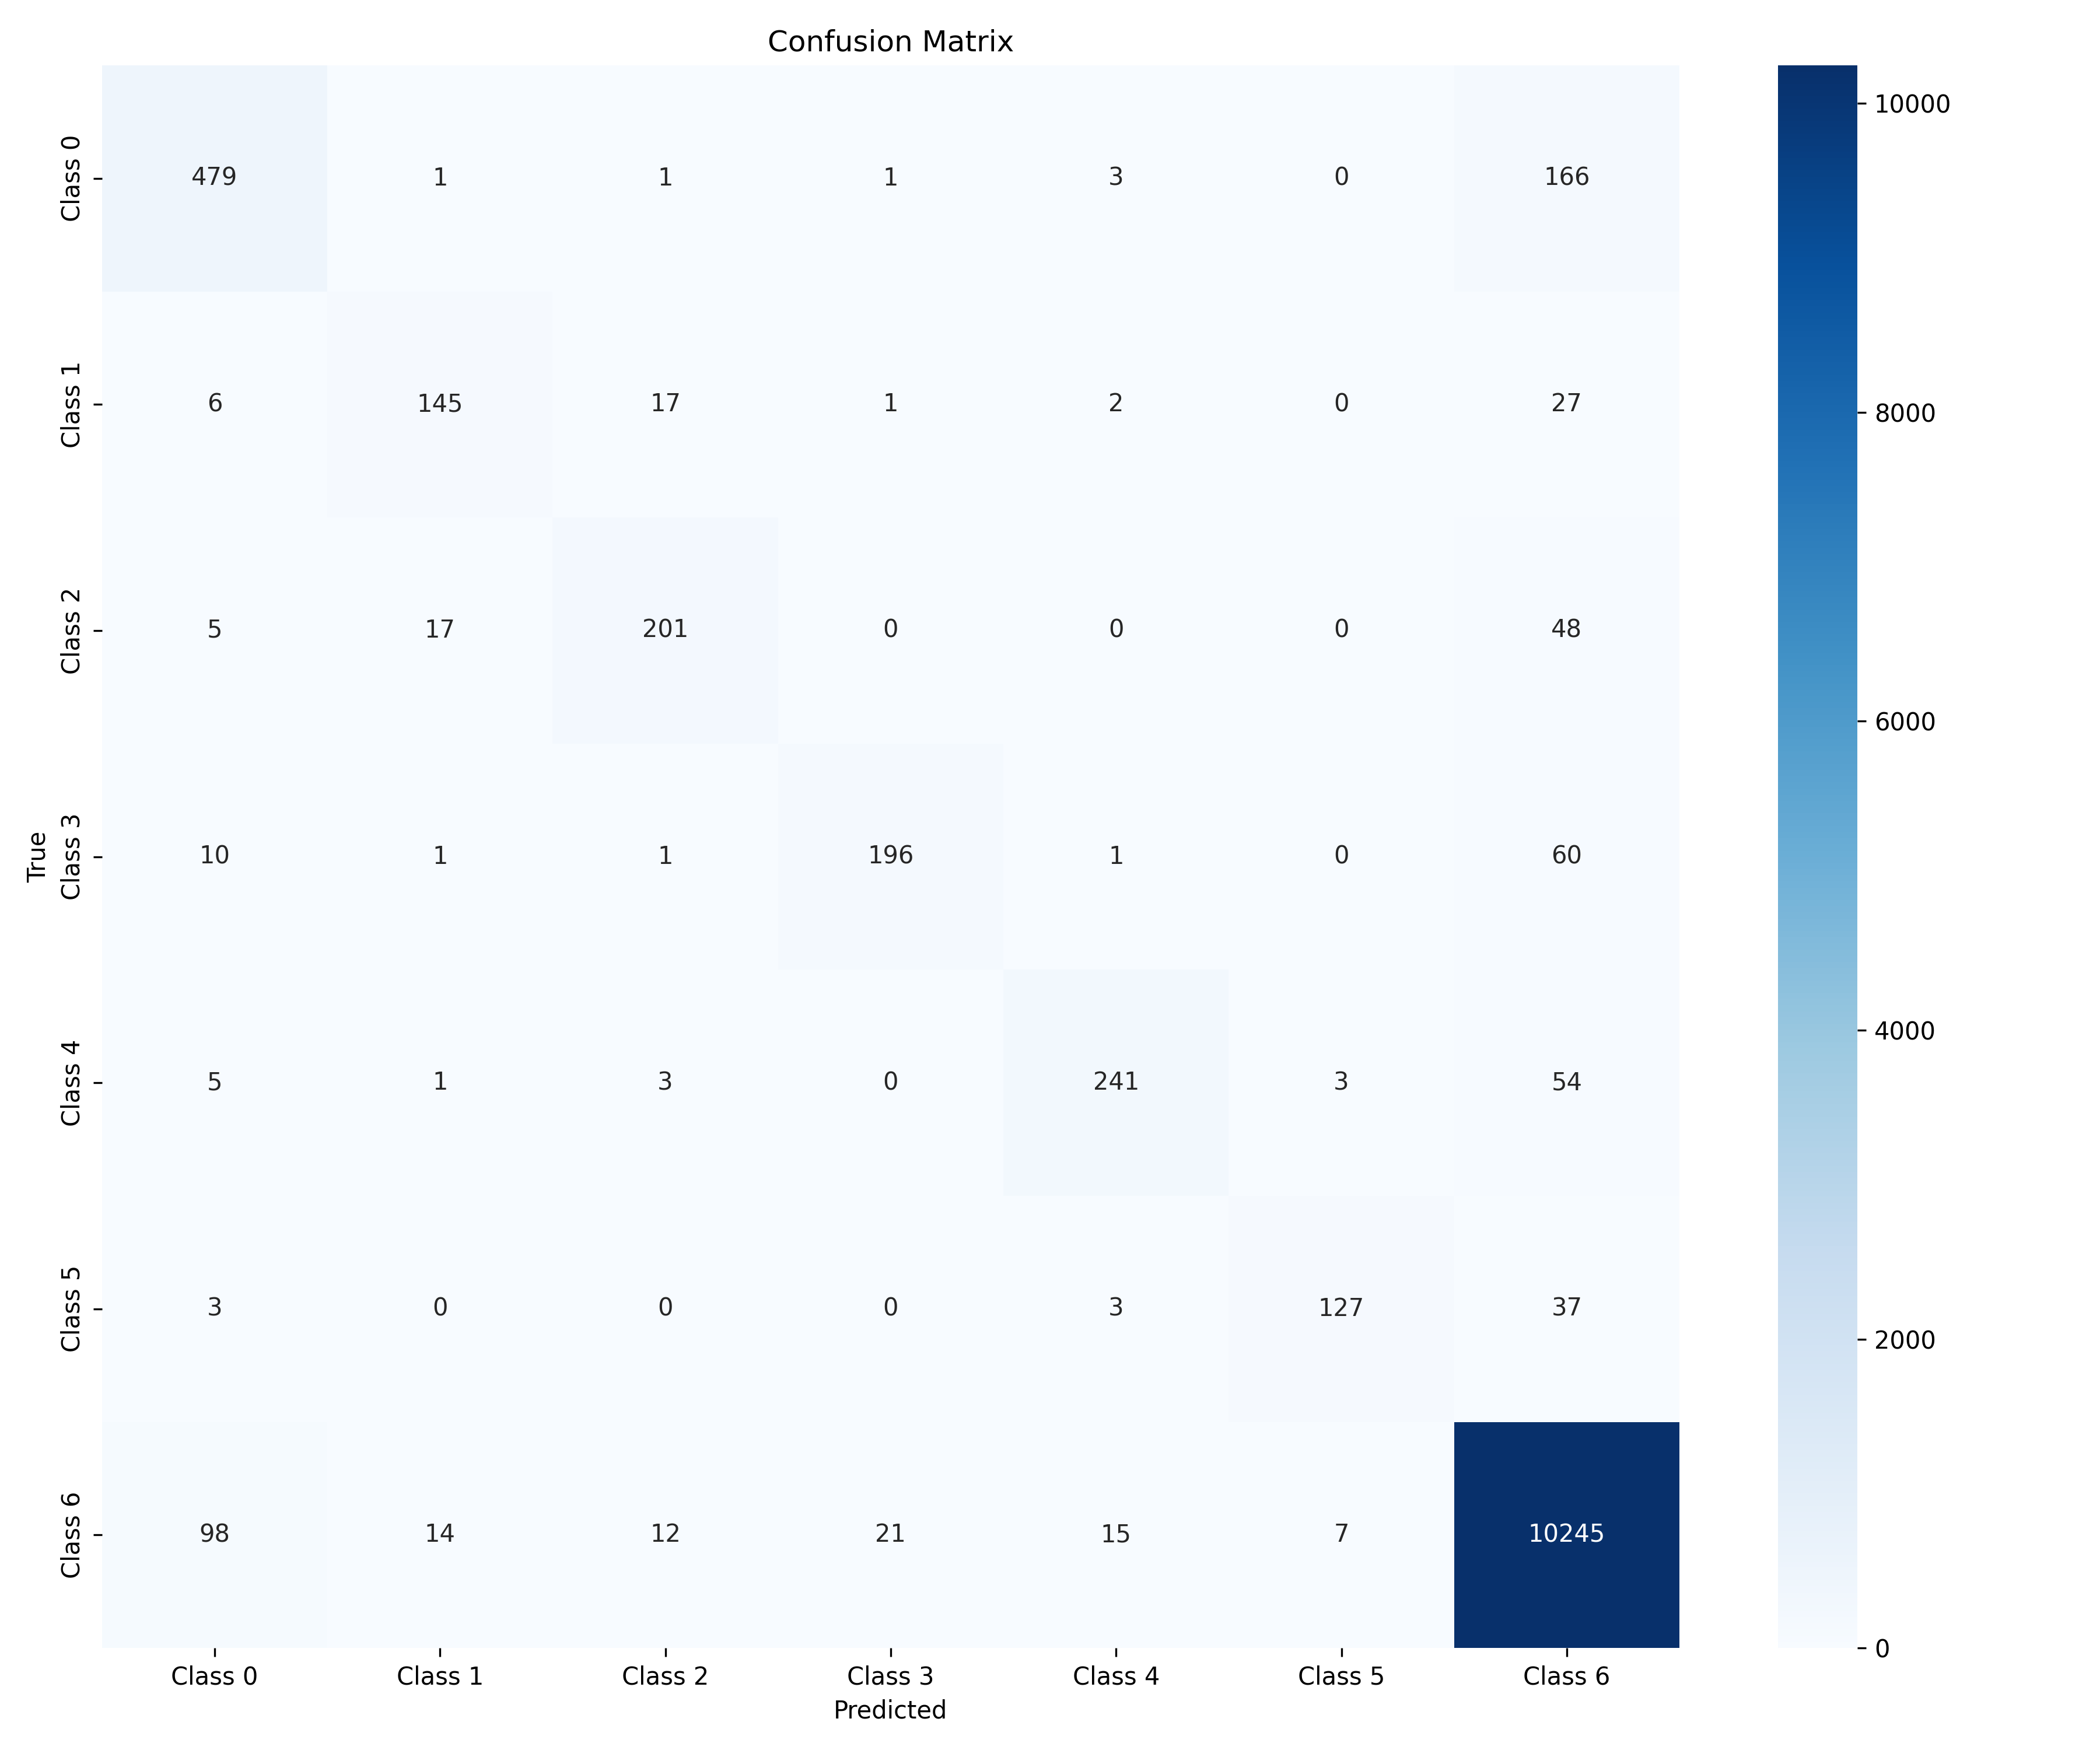 Confusion Matrix
Class 0 479 1 1 1 3 0 166
Class 1 6 145 17 1 2 0 27
Class 2 5 17 201 0 0 0 48
Class 3 10 1 1 196 1 0 60
Class 4 5 1 3 0 241 3 54
Class 5 3 0 0 0 3 127 37
Class 6 98 14 12 21 15 7 10245
Class 0 Class 1 Class 2 Class 3 Class 4 Class 5 Class 6
Predicted
True
10000
8000
6000
4000
2000
0